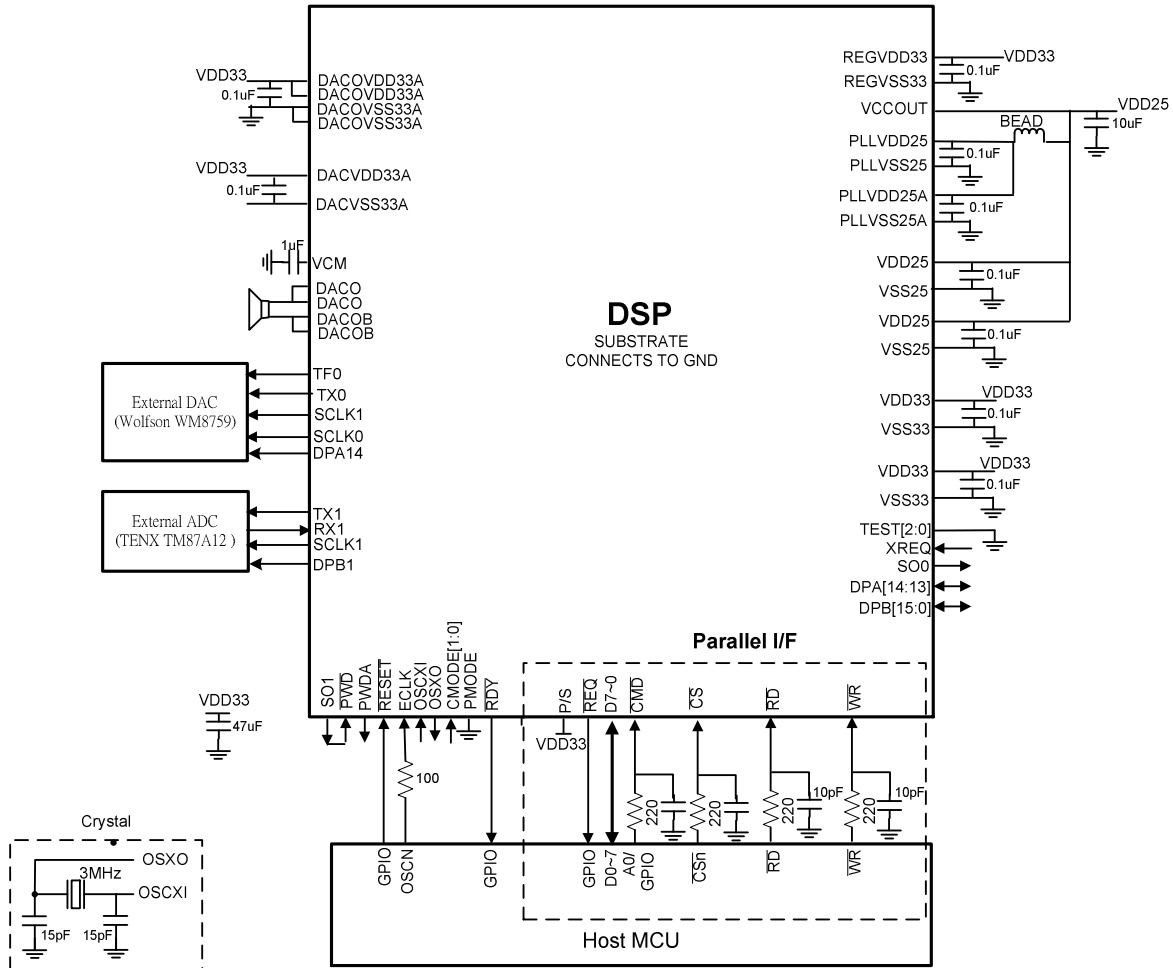 VDD33
0.1uF
DACOVDD33A
DACOVDD33A
DACOVSS33A
DACOVSS33A
VDD33
0.1uF
DACVDD33A
DACVSS33A
1uF
VCM
DACO
DACO
DACOB
DACOB
External DAC
(Wolfson WM8759)
TF0
TX0
SCLK1
SCLK0
DPA14
External ADC
(TENX TM87A12 )
TX1
RX1
SCLK1
DPB1
DSP
SUBSTRATE
CONNECTS TO GND
REGVDD33
VDD33
0.1uF
REGVSS33
VCCOUT
VDD25
10uF
BEAD
PLLVDD25
0.1uF
PLLVSS25
PLLVDD25A
0.1uF
PLLVSS25A
VDD25
0.1uF
VSS25
VDD25
0.1uF
VSS25
VDD33
VDD33
0.1uF
VSS33
VDD33
VDD33
0.1uF
VSS33
TEST[2:0]
XREQ
SO0
DPA[14:13]
DPB[15:0]
Parallel I/F
SO1
PWD
PWDA
RESET
ECLK
OSCXI
OSXO
CMODE[1:0]
PMODE
RDY
P/S
REQ
D7~0
CMD
CS
RD
WR
VDD33
47uF
VDD33
100
220
220
220
10pF
220
10pF
GPIO
OSCN
GPIO
GPIO
D0~7
A0/
GPIO
CSn
RD
WR
Host MCU
Crystal
OSXO
3MHz
OSCXI
15pF
15pF